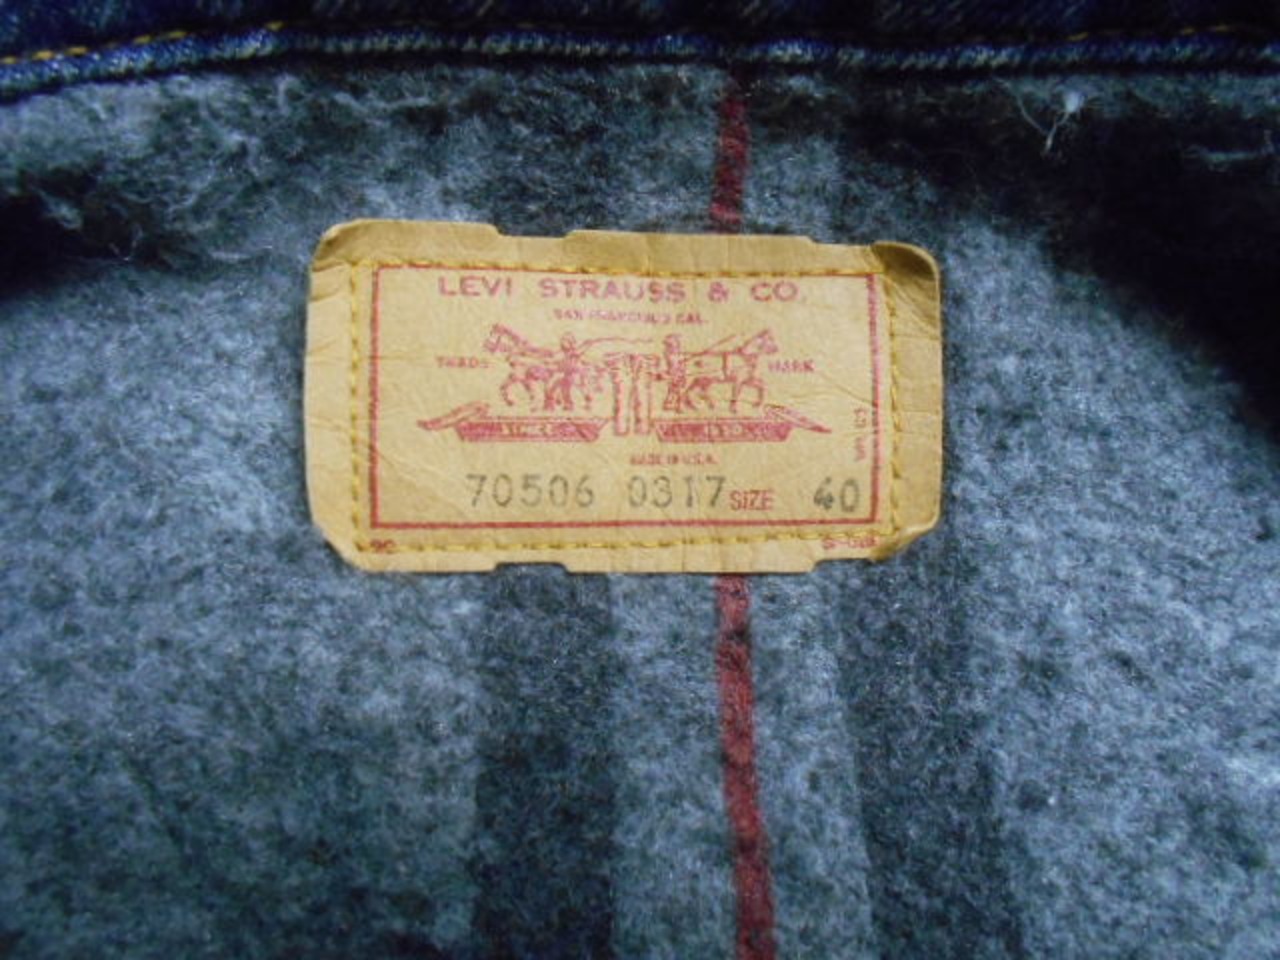 LEVI STRAUSS & CO.
SAN FRANCISCO CAL.
TRADE MARK
MADE IN U.S.A.
70506 0317 SIZE 40